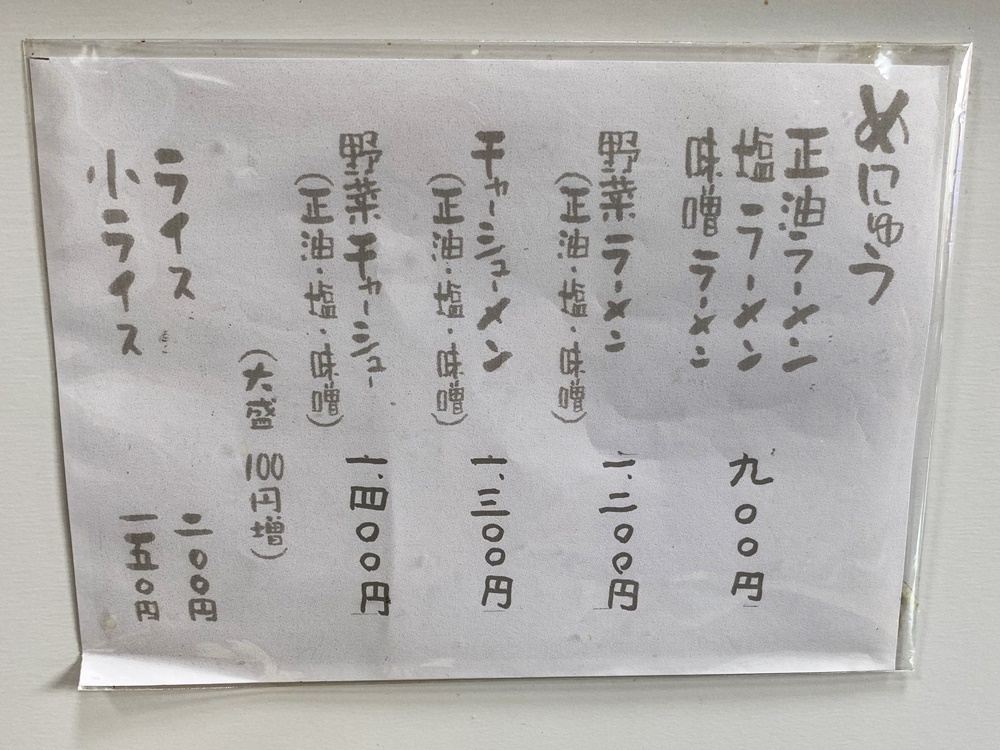 めにゅう
正油ラーメン
塩ラーメン 九〇〇円
味噌ラーメン
野菜ラーメン 一、二〇〇円
(正油・塩・味噌)
チャーシューメン 一、三〇〇円
(正油・塩・味噌)
野菜チャーシュー 一、四〇〇円
(正油・塩・味噌)
(大盛 100円増)
ライス 二〇〇円
小ライス 一五〇円